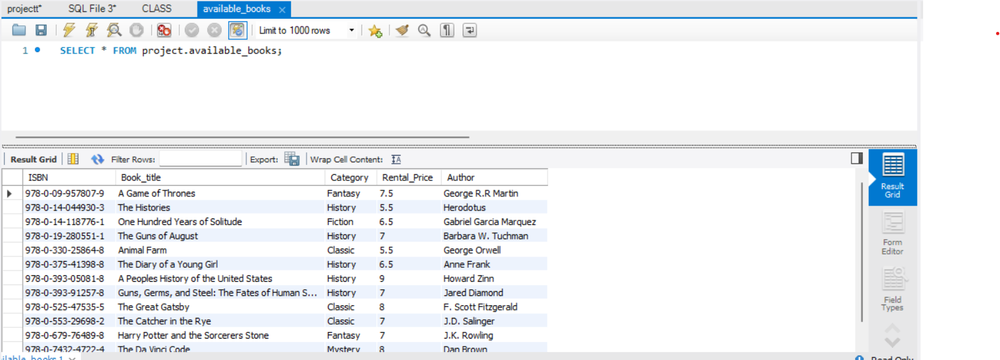 projectt* SQL File 3* CLASS available_books
Limit to 1000 rows
1 SELECT * FROM project.available_books;
Result Grid Filter Rows: Export: Wrap Cell Content: IA
ISBN Book_title Category Rental_Price Author
978-0-09-957807-9 A Game of Thrones Fantasy 7.5 George R.R Martin
978-0-14-044930-3 The Histories History 5.5 Herodotus
978-0-14-118776-1 One Hundred Years of Solitude Fiction 6.5 Gabriel Garcia Marquez
978-0-19-280551-1 The Guns of August History 7 Barbara W. Tuchman
978-0-330-25864-8 Animal Farm Classic 5.5 George Orwell
978-0-375-41398-8 The Diary of a Young Girl History 6.5 Anne Frank
978-0-393-05081-8 A Peoples History of the United States History 9 Howard Zinn
978-0-393-91257-8 Guns, Germs, and Steel: The Fates of Human S... History 7 Jared Diamond
978-0-525-47535-5 The Great Gatsby Classic 8 F. Scott Fitzgerald
978-0-553-29698-2 The Catcher in the Rye Classic 7 J.D. Salinger
978-0-679-76489-8 Harry Potter and the Sorcerers Stone Fantasy 7 J.K. Rowling
978-0-7432-4722-4 The Da Vinci Code Mystery 8 Dan Brown
Result
Grid
Form
Editor
Field
Types
ilable_books 1
Read Only